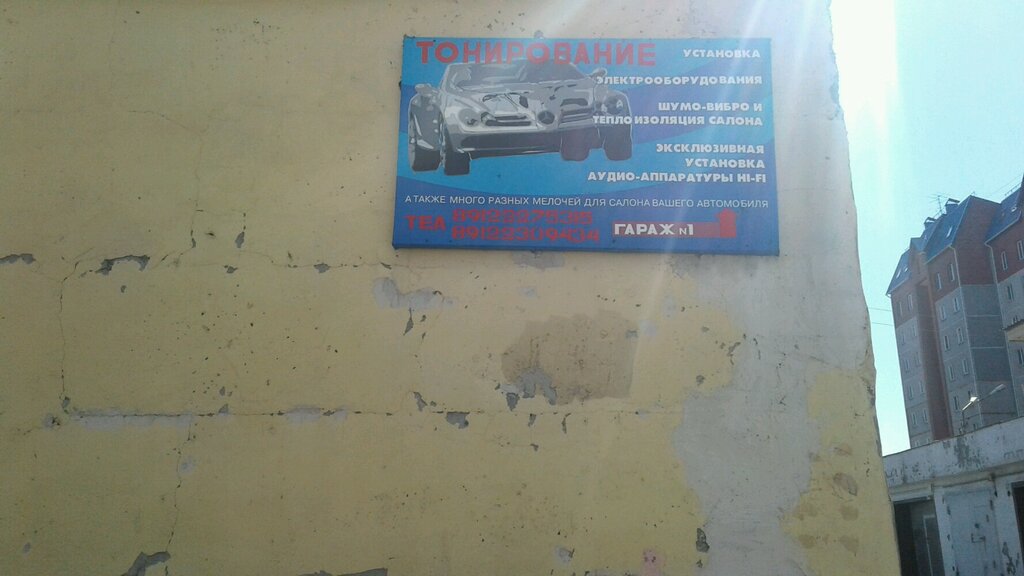 ТОНИРОВАНИЕ
УСТАНОВКА
ЭЛЕКТРООБОРУДОВАНИЯ
ШУМО-ВИБРО И
ТЕПЛОИЗОЛЯЦИЯ САЛОНА
ЭКСКЛЮЗИВНАЯ
УСТАНОВКА
АУДИО-АППАРАТУРЫ HI-FI
А ТАКЖЕ МНОГО РАЗНЫХ МЕЛОЧЕЙ ДЛЯ САЛОНА ВАШЕГО АВТОМОБИЛЯ
ТЕЛ
ГАРАЖ №1